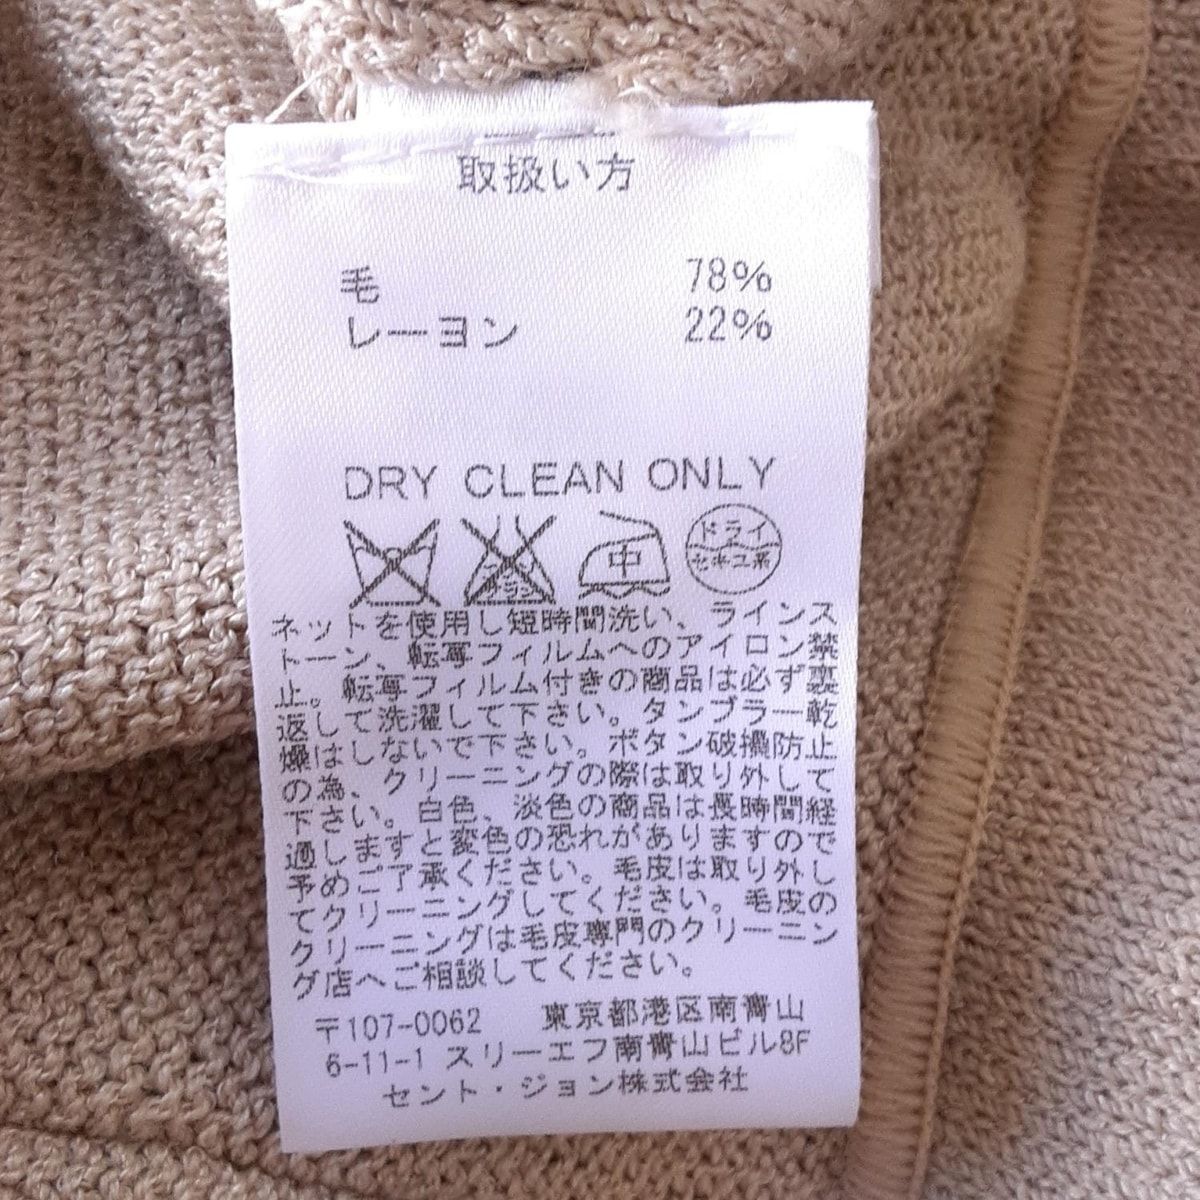 取扱い方
毛 78%
レーヨン 22%
DRY CLEAN ONLY
中 ドライ
セキユ系
ネットを使用し短時間洗い、ラインス
トーン、転写フィルムへのアイロン禁
止。転写フィルム付きの商品は必ず裏
返して洗濯して下さい。タンブラー乾
燥はしないで下さい。ボタン破損防止
の為、クリーニングの際は取り外して
下さい。白色、淡色の商品は長時間経
過しますと変色の恐れがありますので
予めご了承ください。毛皮は取り外し
てクリーニングしてください。毛皮の
クリーニングは毛皮専門のクリーニン
グ店へご相談してください。
〒107-0062 東京都港区南青山
6-11-1 スリーエフ南青山ビル8F
セント・ジョン株式会社